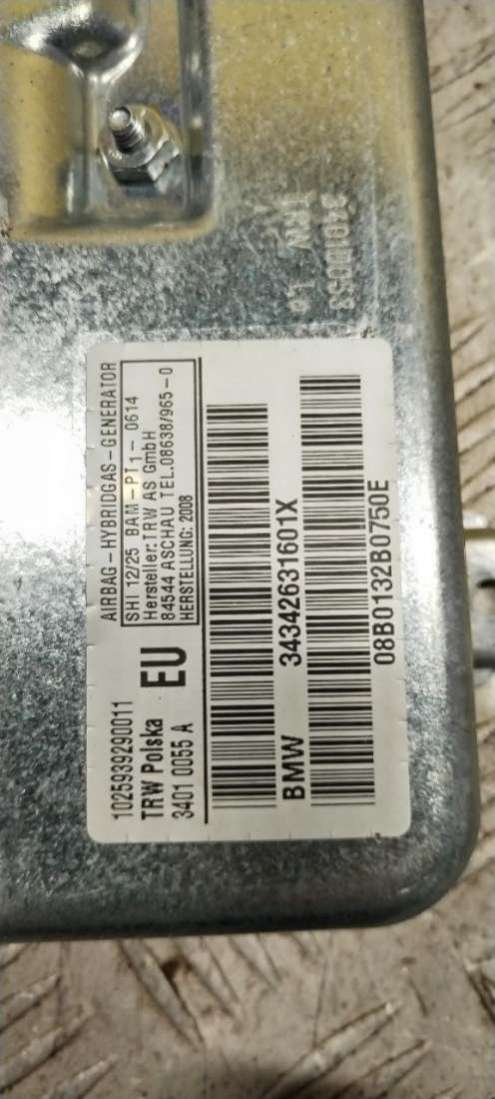 1025939290011
TRW Polska
3401 0055 A
EU
AIRBAG-HYBRIDGAS-GENERATOR
SHI 12/25 BAM-PT1-0614
Hersteller:TRW AS GmbH
84544 ASCHAU TEL.08638/965-0
HERSTELLUNG: 2008
BMW 34342631601X
08B0132B0750E
TRW